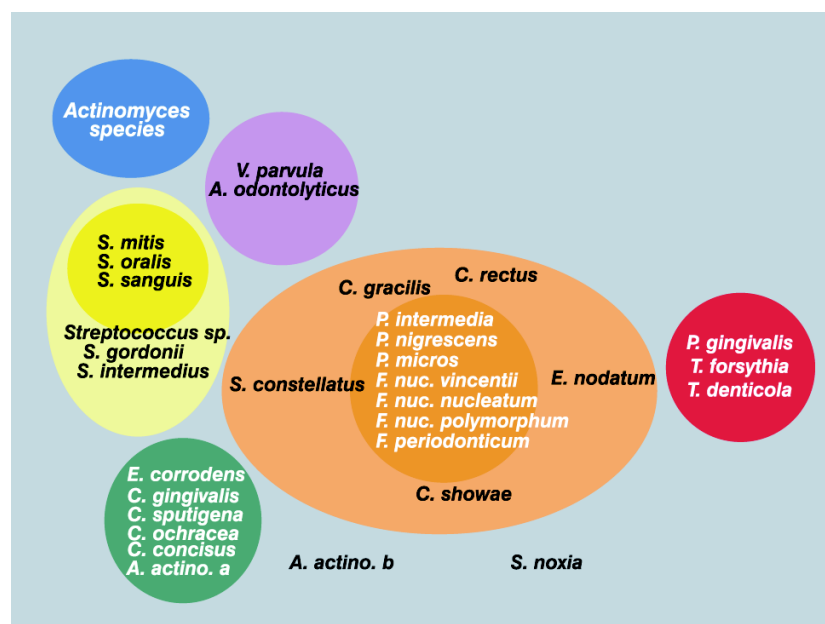 Actinomyces
species
V. parvula
A. odontolyticus
S. mitis
S. oralis
S. sanguis
Streptococcus sp.
S. gordonii
S. intermedius
C. gracilis
C. rectus
P. intermedia
P. nigrescens
P. micros
F. nuc. vincentii
F. nuc. nucleatum
F. nuc. polymorphum
F. periodonticum
S. constellatus
E. nodatum
C. showae
P. gingivalis
T. forsythia
T. denticola
E. corrodens
C. gingivalis
C. sputigena
C. ochracea
C. concisus
A. actino. a
A. actino. b
S. noxia